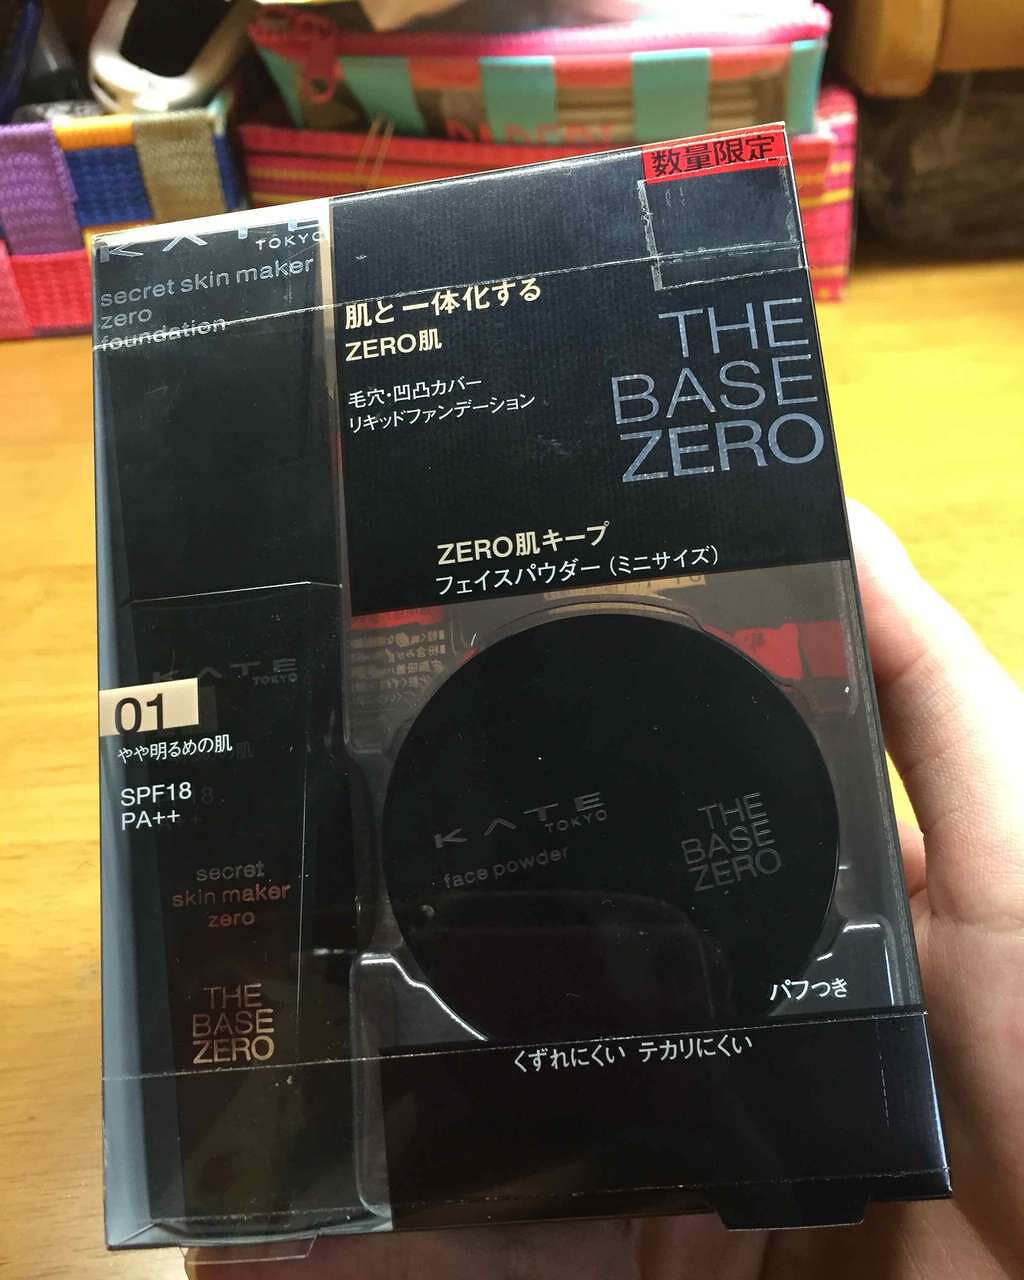 数量限定
KATE
TOKYO
secret skin maker
zero
foundation
肌と一体化する
ZERO肌
毛穴・凹凸カバー
リキッドファンデーション
THE
BASE
ZERO
ZERO肌キープ
フェイスパウダー（ミニサイズ）
KATE
TOKYO
01
やや明るめの肌
SPF18
PA++
secret
skin maker
zero
THE
BASE
ZERO
KATE
TOKYO
face powder
THE
BASE
ZERO
パフつき
くずれにくい テカリにくい